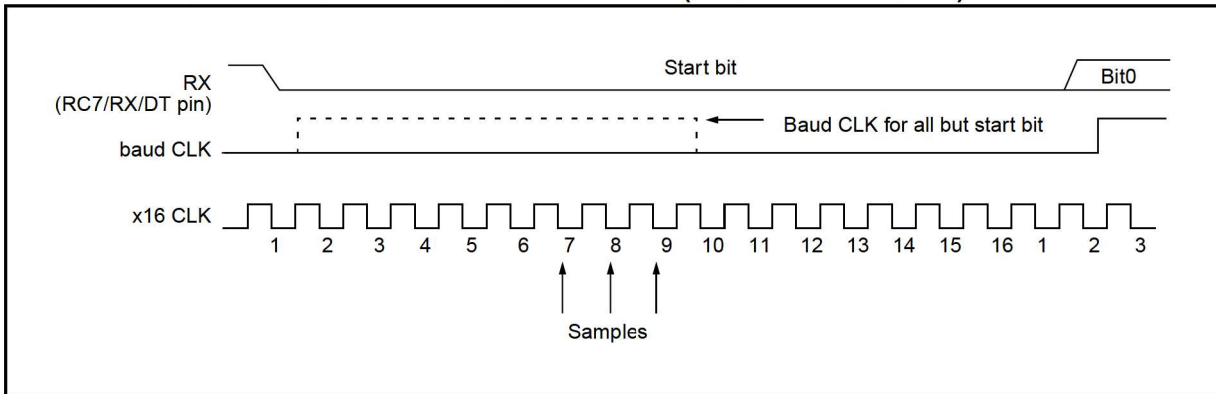 Start bit
RX
(RC7/RX/DT pin)
Bit0
Baud CLK for all but start bit
baud CLK
x16 CLK
1 2 3 4 5 6 7 8 9 10 11 12 13 14 15 16 1 2 3
Samples